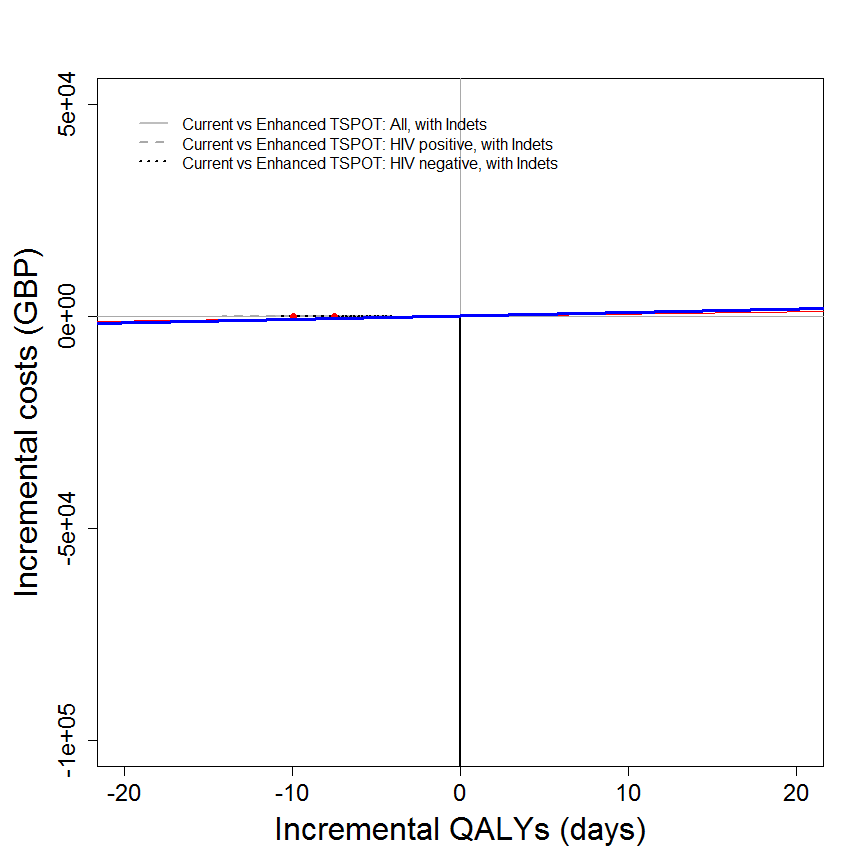 Current vs Enhanced TSPOT: All, with Indets
Current vs Enhanced TSPOT: HIV positive, with Indets
Current vs Enhanced TSPOT: HIV negative, with Indets
Incremental costs (GBP)
5e+04
0e+00
-5e+04
-1e+05
-20
-10
0
10
20
Incremental QALYs (days)